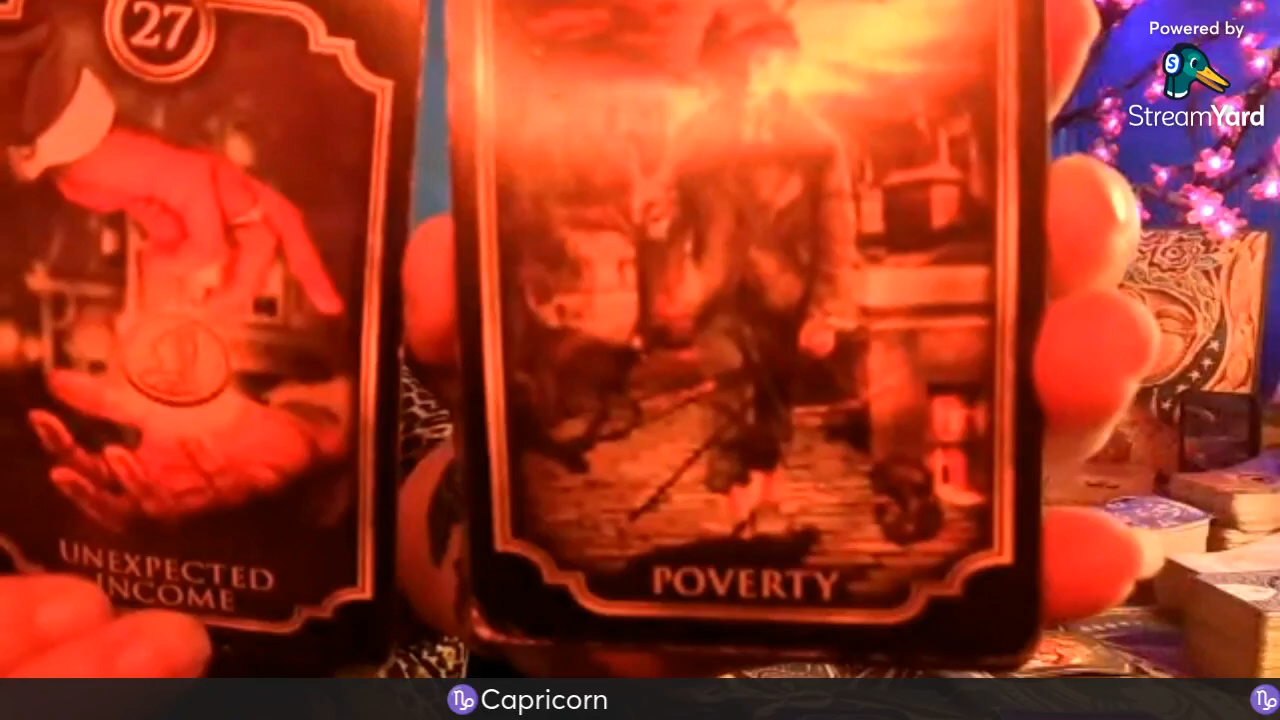 27
UNEXPECTED
INCOME
POVERTY
Powered by
S
StreamYard
♑ Capricorn
♑